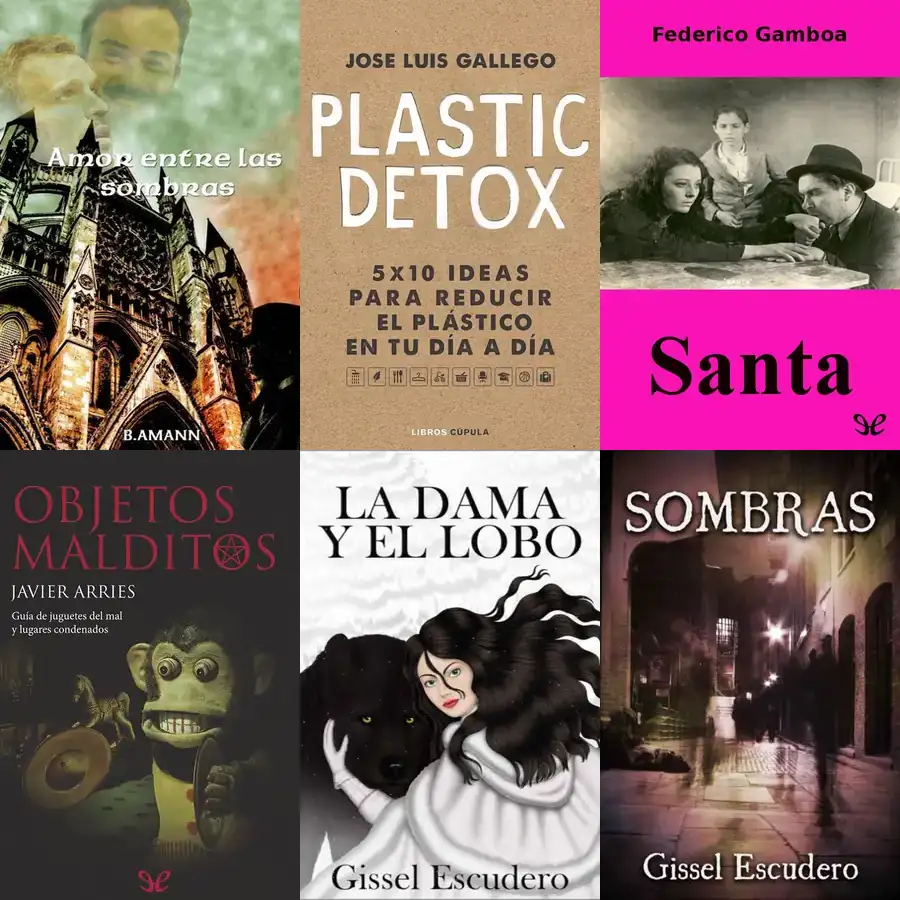 Amor entre las
sombras
B.AMANN
JOSE LUIS GALLEGO
PLASTIC
DETOX
5X10 IDEAS
PARA REDUCIR
EL PLÁSTICO
EN TU DÍA A DÍA
LIBROS CÚPULA
Federico Gamboa
Santa
OBJETOS
MALDITOS
JAVIER ARRIES
Guía de juguetes del mal
y lugares condenados
LA DAMA
Y EL LOBO
Gissel Escudero
SOMBRAS
Gissel Escudero